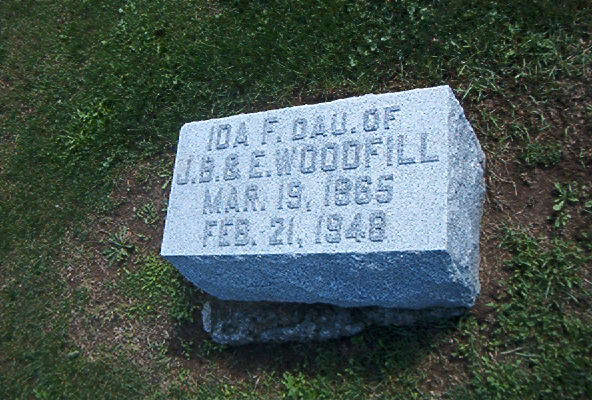 IDA F. DAU. OF
J.B. & E. WOODFILL
MAR. 19, 1865
FEB. 21, 1948